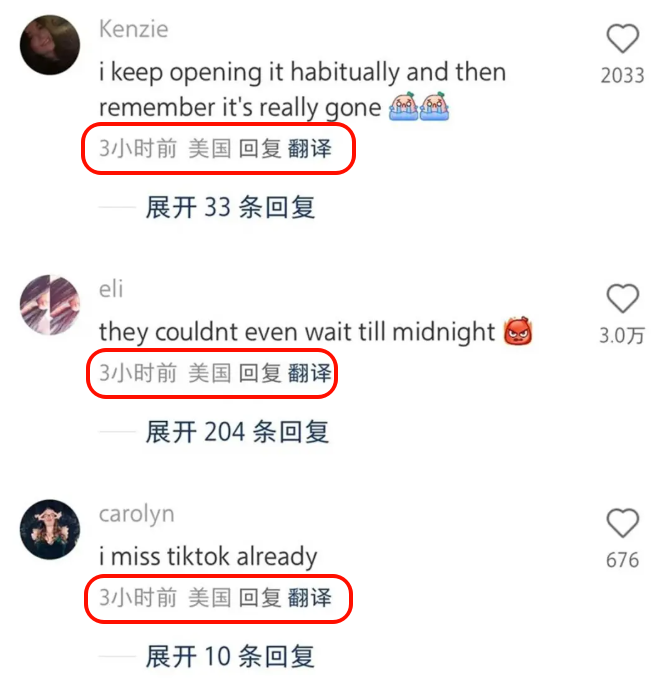 Kenzie
i keep opening it habitually and then
remember it's really gone
2033
3小时前 美国 回复 翻译
展开 33 条回复
eli
they couldnt even wait till midnight
3.0万
3小时前 美国 回复 翻译
展开 204 条回复
carolyn
i miss tiktok already
676
3小时前 美国 回复 翻译
展开 10 条回复